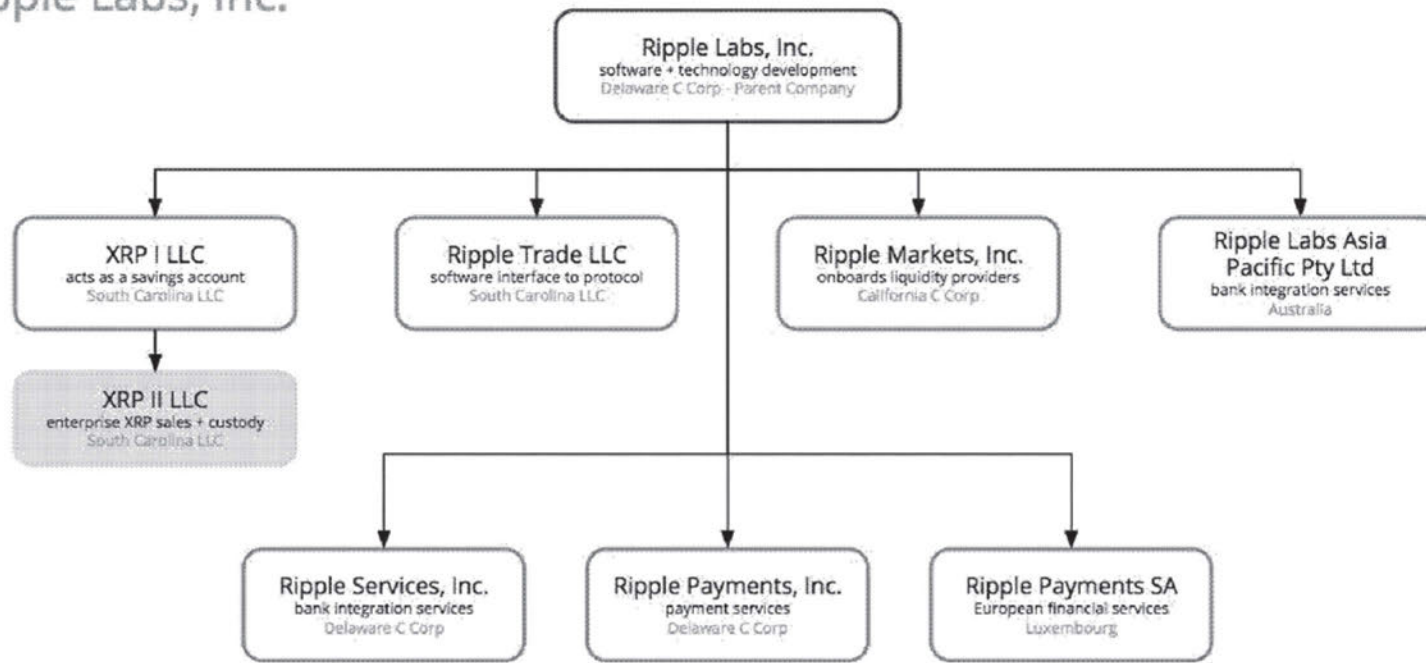 Ripple Labs, Inc.
Ripple Labs, Inc.
software + technology development
Delaware C Corp - Parent Company
XRP I LLC
acts as a savings account
South Carolina LLC
Ripple Trade LLC
software interface to protocol
South Carolina LLC
Ripple Markets, Inc.
onboards liquidity providers
California C Corp
Ripple Labs Asia
Pacific Pty Ltd
bank integration services
Australia
XRP II LLC
enterprise XRP sales + custody
South Carolina LLC
Ripple Services, Inc.
bank integration services
Delaware C Corp
Ripple Payments, Inc.
payment services
Delaware C Corp
Ripple Payments SA
European financial services
Luxembourg